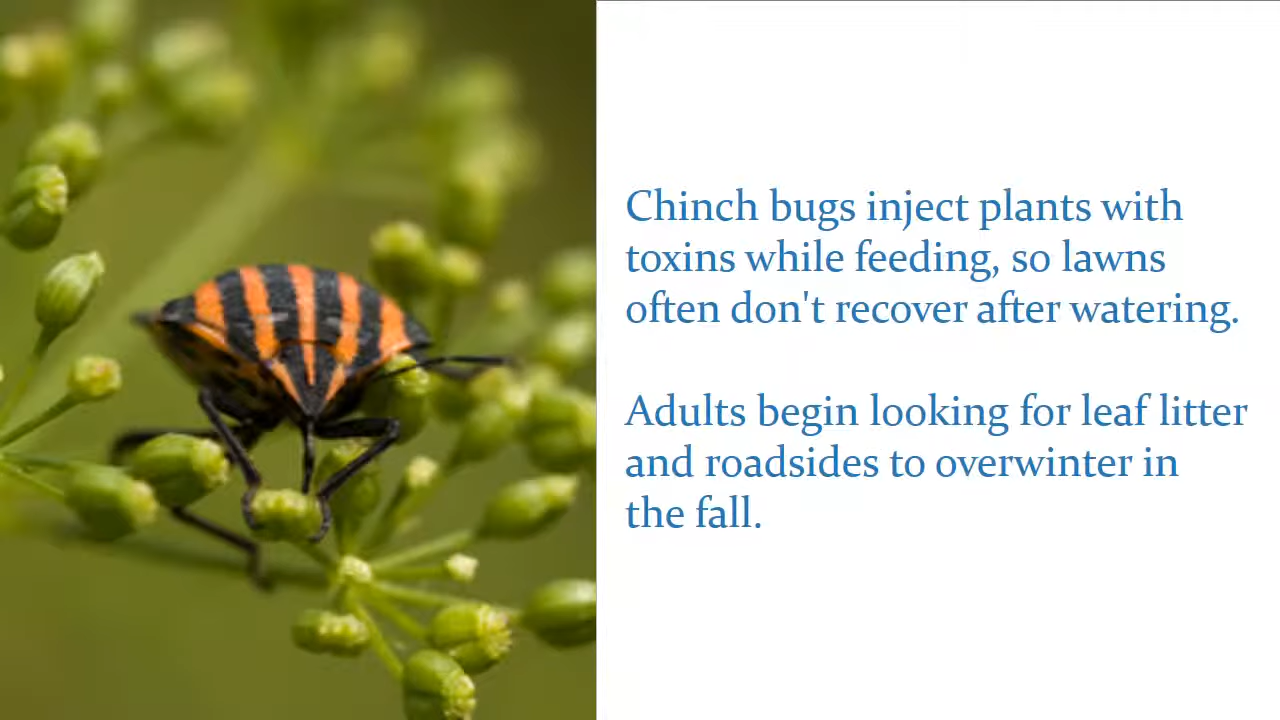 Chinch bugs inject plants with
toxins while feeding, so lawns
often don't recover after watering.
Adults begin looking for leaf litter
and roadsides to overwinter in
the fall.